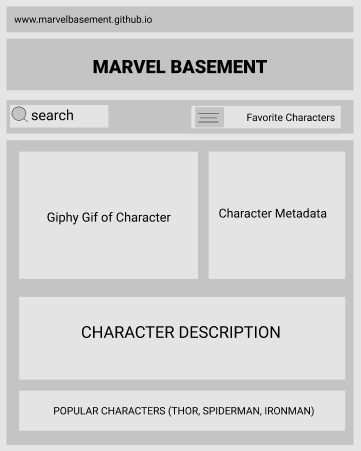 www.marvelbasement.github.io
MARVEL BASEMENT
search
Favorite Characters
Giphy Gif of Character
Character Metadata
CHARACTER DESCRIPTION
POPULAR CHARACTERS (THOR, SPIDERMAN, IRONMAN)